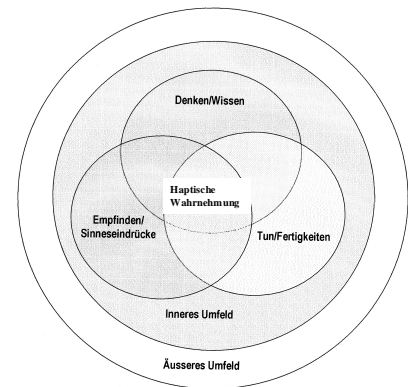 Denken/Wissen
Haptische
Wahrnehmung
Empfinden/
Sinneseindrücke
Tun/Fertigkeiten
Inneres Umfeld
Äusseres Umfeld